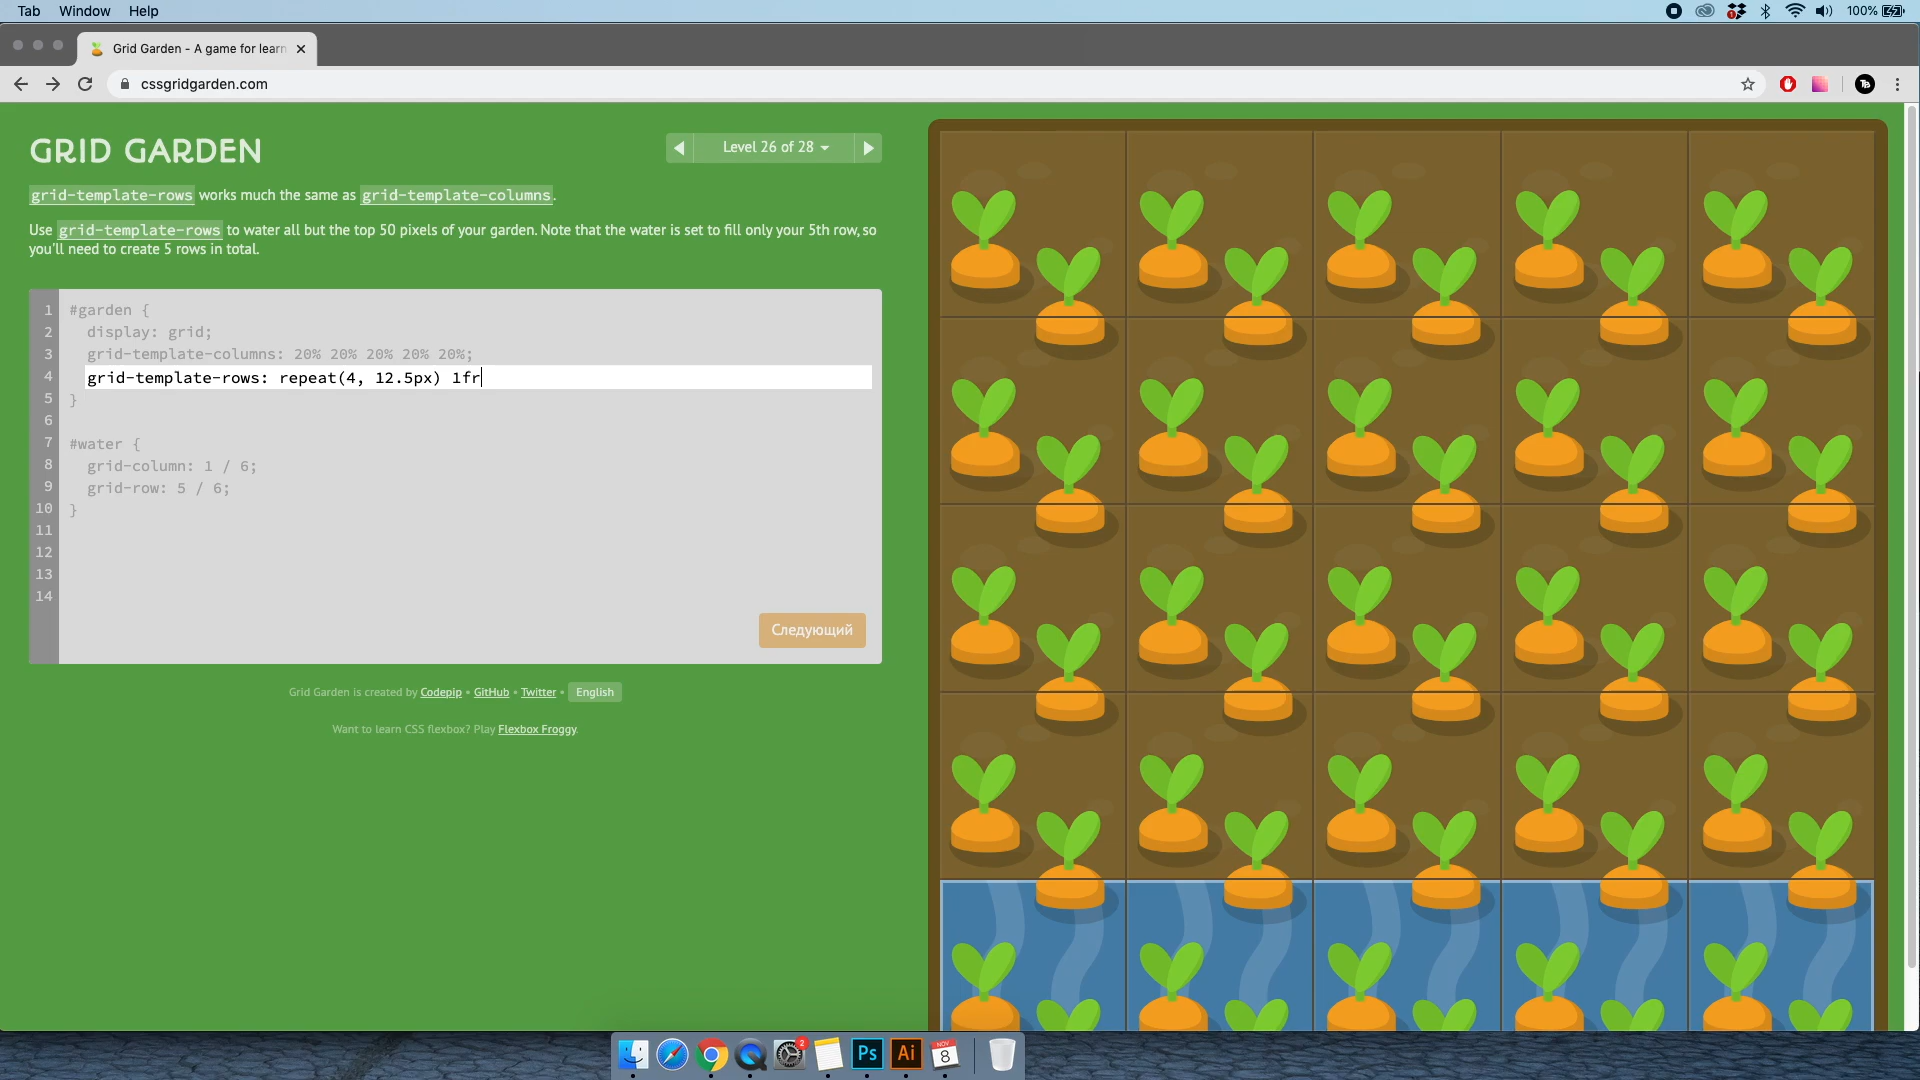 Tab Window Help
100%
Grid Garden - A game for learn
cssgridgarden.com
GRID GARDEN
Level 26 of 28
grid-template-rows works much the same as grid-template-columns.
Use grid-template-rows to water all but the top 50 pixels of your garden. Note that the water is set to fill only your 5th row, so
you'll need to create 5 rows in total.
1 #garden {
2 display: grid;
3 grid-template-columns: 20% 20% 20% 20% 20%;
4 grid-template-rows: repeat(4, 12.5px) 1fr
5 }
6
7 #water {
8 grid-column: 1 / 6;
9 grid-row: 5 / 6;
10 }
11
12
13
14
Следующий
Grid Garden is created by Codepip • GitHub • Twitter • English
Want to learn CSS flexbox? Play Flexbox Froggy.
2
Ps
Ai
NOV
8